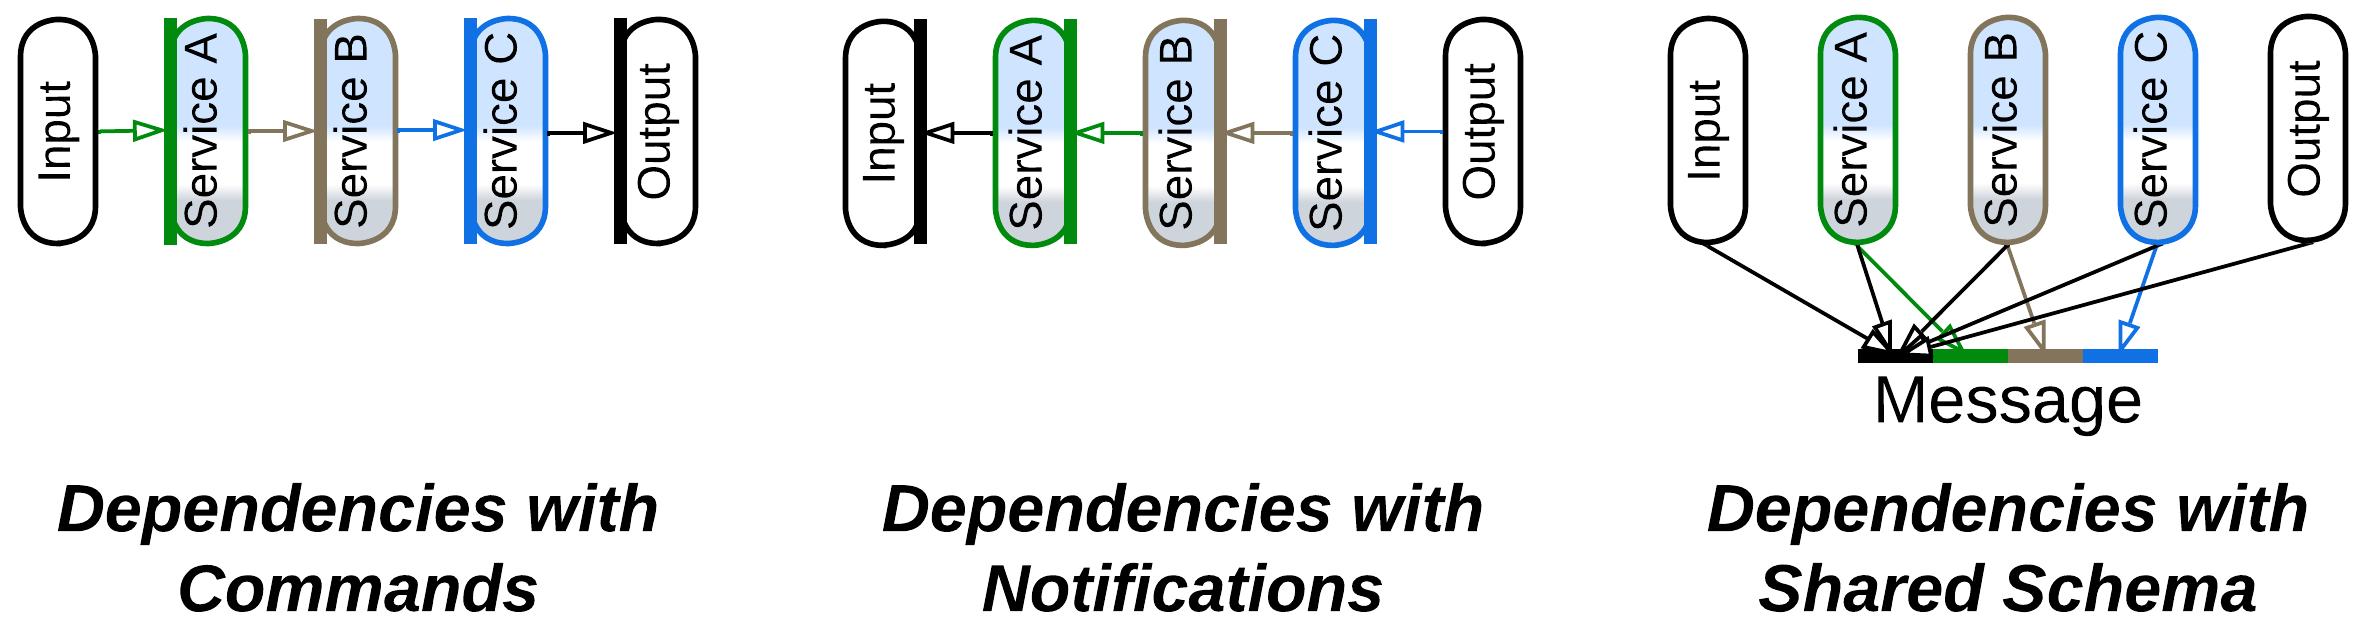 Input
Service A
Service B
Service C
Output
Input
Service A
Service B
Service C
Output
Input
Service A
Service B
Service C
Output
Message
Dependencies with
Commands
Dependencies with
Notifications
Dependencies with
Shared Schema